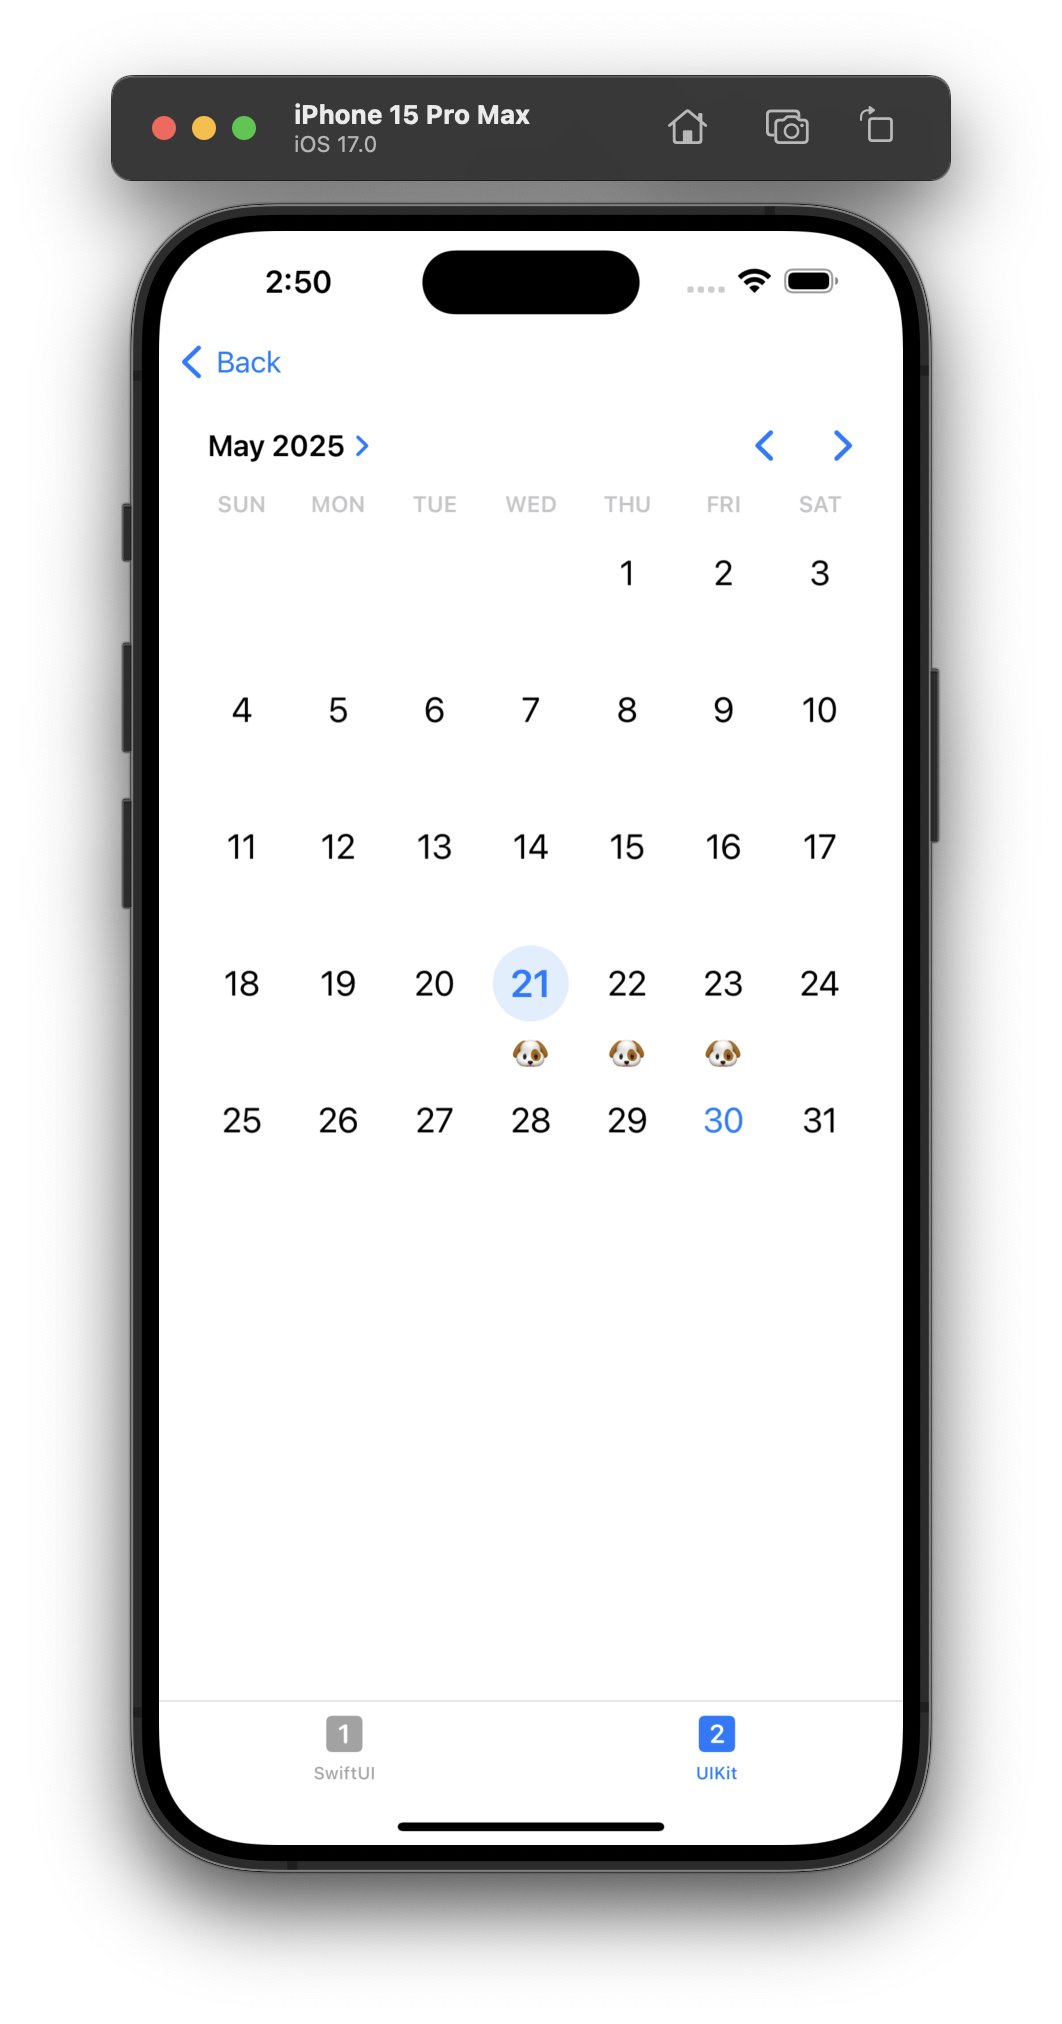 iPhone 15 Pro Max
iOS 17.0
2:50
Back
May 2025
SUN MON TUE WED THU FRI SAT
1 2 3
4 5 6 7 8 9 10
11 12 13 14 15 16 17
18 19 20 21 22 23 24
25 26 27 28 29 30 31
1 2
SwiftUI UIKit